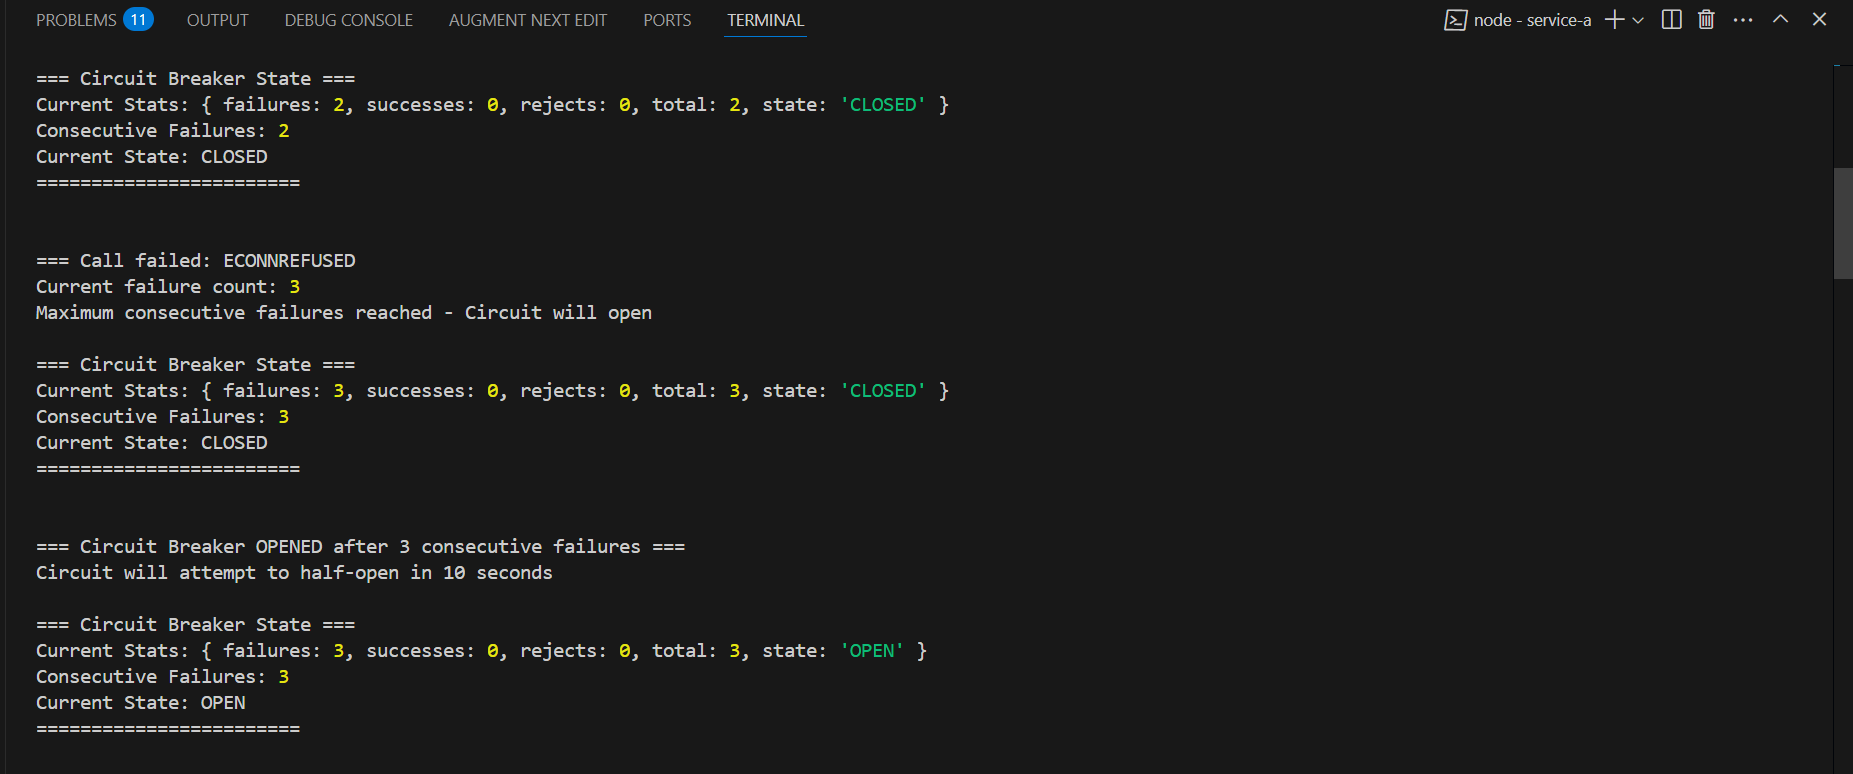 PROBLEMS 11 OUTPUT DEBUG CONSOLE AUGMENT NEXT EDIT PORTS TERMINAL node - service-a
=== Circuit Breaker State ===
Current Stats: { failures: 2, successes: 0, rejects: 0, total: 2, state: 'CLOSED' }
Consecutive Failures: 2
Current State: CLOSED
========================
=== Call failed: ECONNREFUSED
Current failure count: 3
Maximum consecutive failures reached - Circuit will open
=== Circuit Breaker State ===
Current Stats: { failures: 3, successes: 0, rejects: 0, total: 3, state: 'CLOSED' }
Consecutive Failures: 3
Current State: CLOSED
========================
=== Circuit Breaker OPENED after 3 consecutive failures ===
Circuit will attempt to half-open in 10 seconds
=== Circuit Breaker State ===
Current Stats: { failures: 3, successes: 0, rejects: 0, total: 3, state: 'OPEN' }
Consecutive Failures: 3
Current State: OPEN
========================